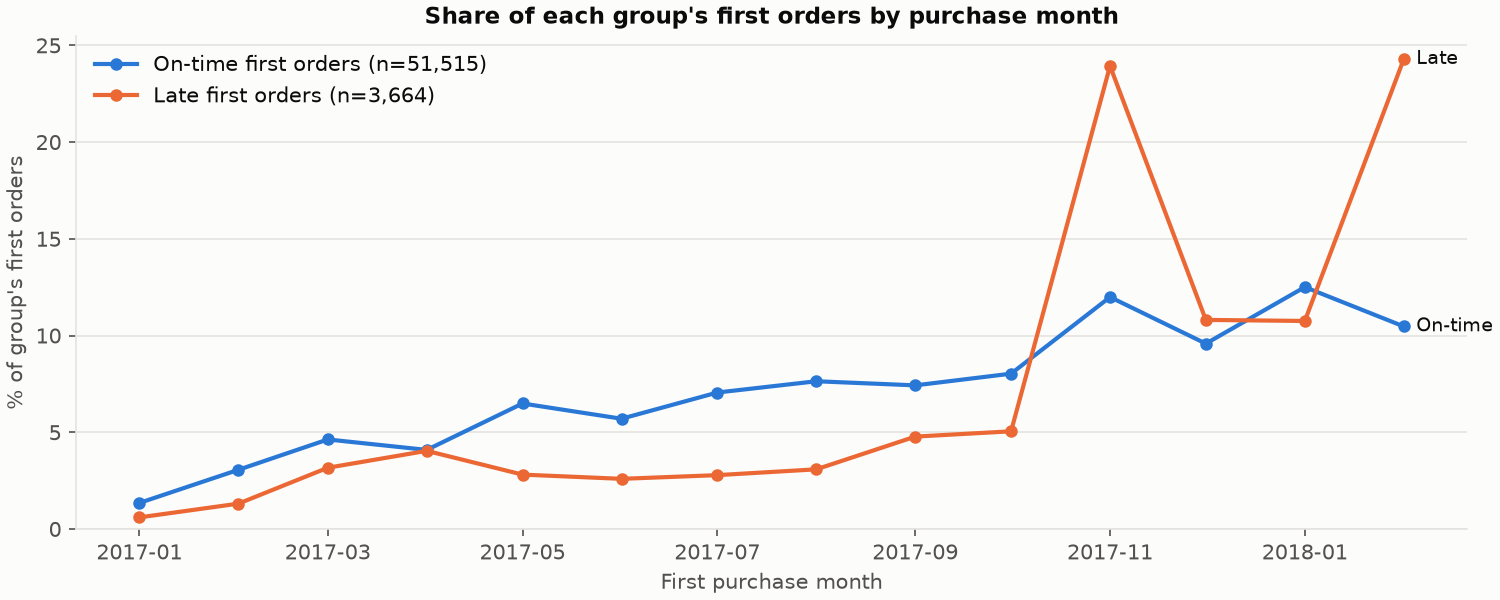 Share of each group's first orders by purchase month
25
20
15
10
5
0
% of group's first orders
On-time first orders (n=51,515)
Late first orders (n=3,664)
Late
On-time
2017-01 2017-03 2017-05 2017-07 2017-09 2017-11 2018-01
First purchase month